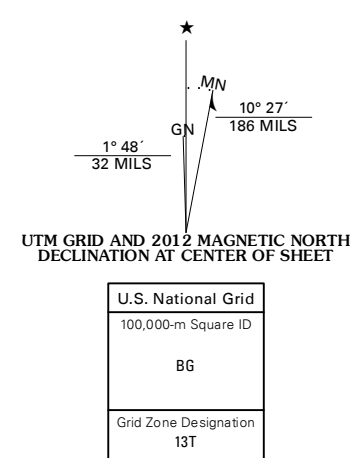 ★
MN
10° 27´
186 MILS
GN
1° 48´
32 MILS
UTM GRID AND 2012 MAGNETIC NORTH
DECLINATION AT CENTER OF SHEET
U.S. National Grid
100,000-m Square ID
BG
Grid Zone Designation
13T